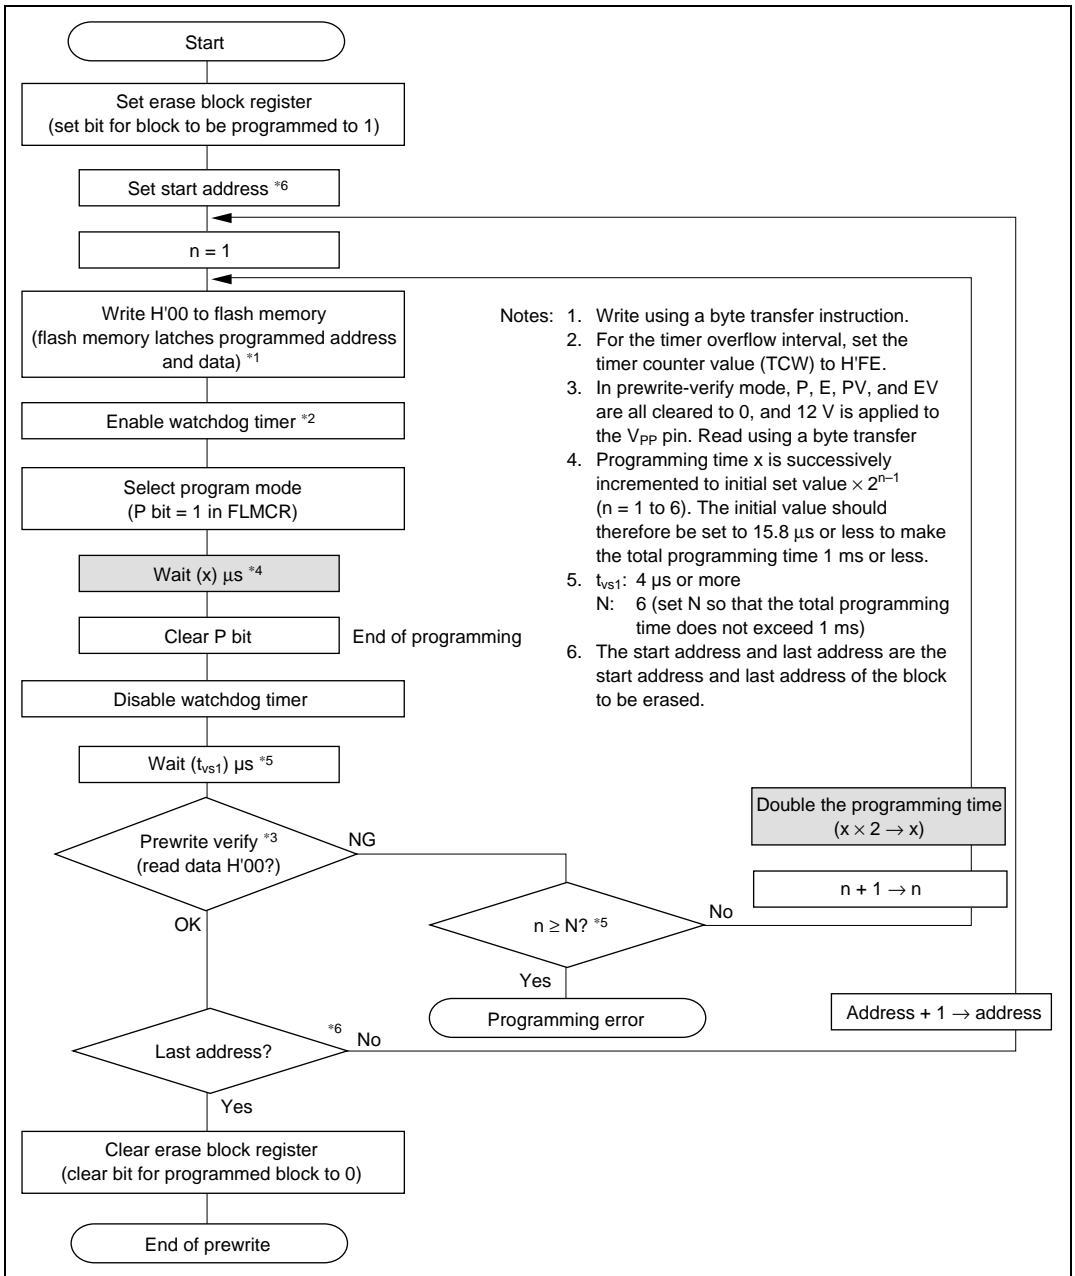 Start
Set erase block register
(set bit for block to be programmed to 1)
Set start address *6
n = 1
Write H'00 to flash memory
(flash memory latches programmed address
and data) *1
Enable watchdog timer *2
Select program mode
(P bit = 1 in FLMCR)
Wait (x) μs *4
Clear P bit
End of programming
Disable watchdog timer
Wait (tvs1) μs *5
Prewrite verify *3
(read data H'00?)
NG
OK
n ≥ N? *5
No
Yes
Programming error
Double the programming time
(x × 2 → x)
n + 1 → n
Address + 1 → address
Last address?
*6
No
Yes
Clear erase block register
(clear bit for programmed block to 0)
End of prewrite
Notes: 1. Write using a byte transfer instruction.
2. For the timer overflow interval, set the
timer counter value (TCW) to H'FE.
3. In prewrite-verify mode, P, E, PV, and EV
are all cleared to 0, and 12 V is applied to
the VPP pin. Read using a byte transfer
4. Programming time x is successively
incremented to initial set value × 2n–1
(n = 1 to 6). The initial value should
therefore be set to 15.8 μs or less to make
the total programming time 1 ms or less.
5. tvs1: 4 μs or more
N: 6 (set N so that the total programming
time does not exceed 1 ms)
6. The start address and last address are the
start address and last address of the block
to be erased.